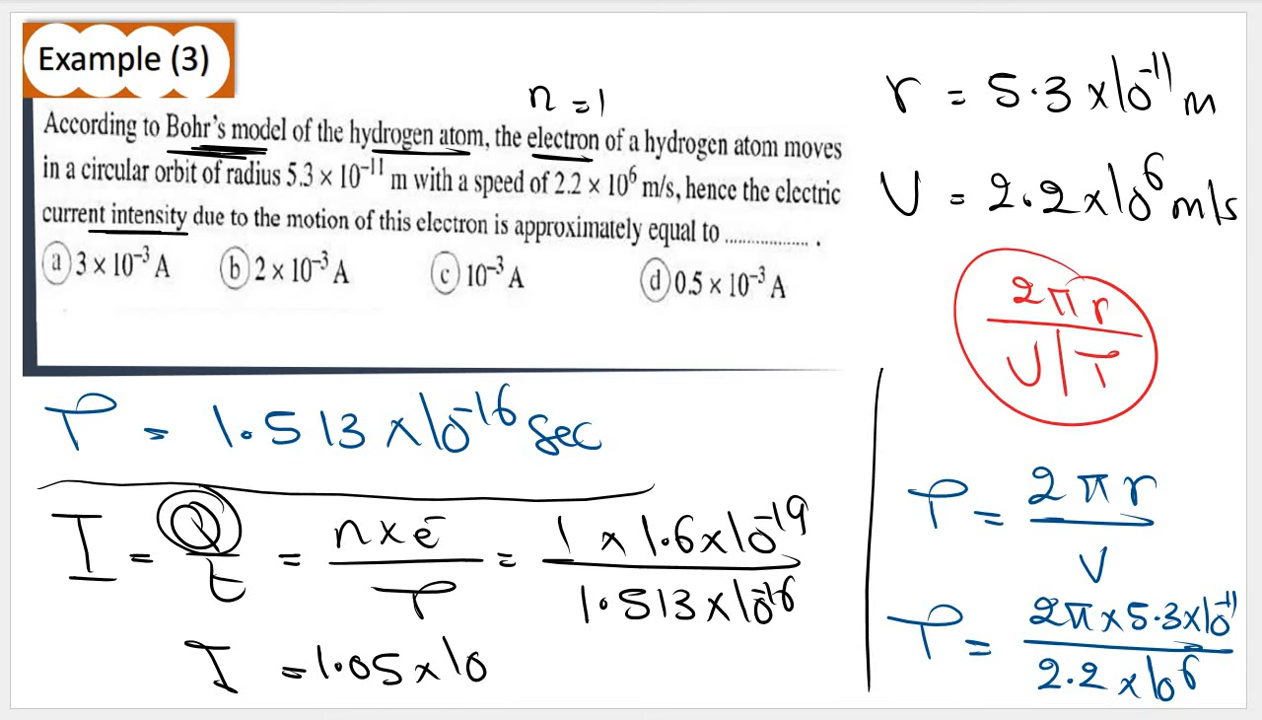 Example (3)
n = 1
According to Bohr's model of the hydrogen atom, the electron of a hydrogen atom moves
in a circular orbit of radius 5.3 × 10⁻¹¹ m with a speed of 2.2 × 10⁶ m/s, hence the electric
current intensity due to the motion of this electron is approximately equal to .................. .
ⓐ 3 × 10⁻³ A ⓑ 2 × 10⁻³ A ⓒ 10⁻³ A ⓓ 0.5 × 10⁻³ A
r = 5.3 × 10⁻¹¹ m
V = 2.2 × 10⁶ m/s
2πr
V | T
T = 1.513 × 10⁻¹⁶ sec
I = Q/t = n × e⁻/T = 1 × 1.6 × 10⁻¹⁹/1.513 × 10⁻¹⁶
I = 1.05 × 10
T = 2πr/V
T = 2π × 5.3 × 10⁻¹¹/2.2 × 10⁶